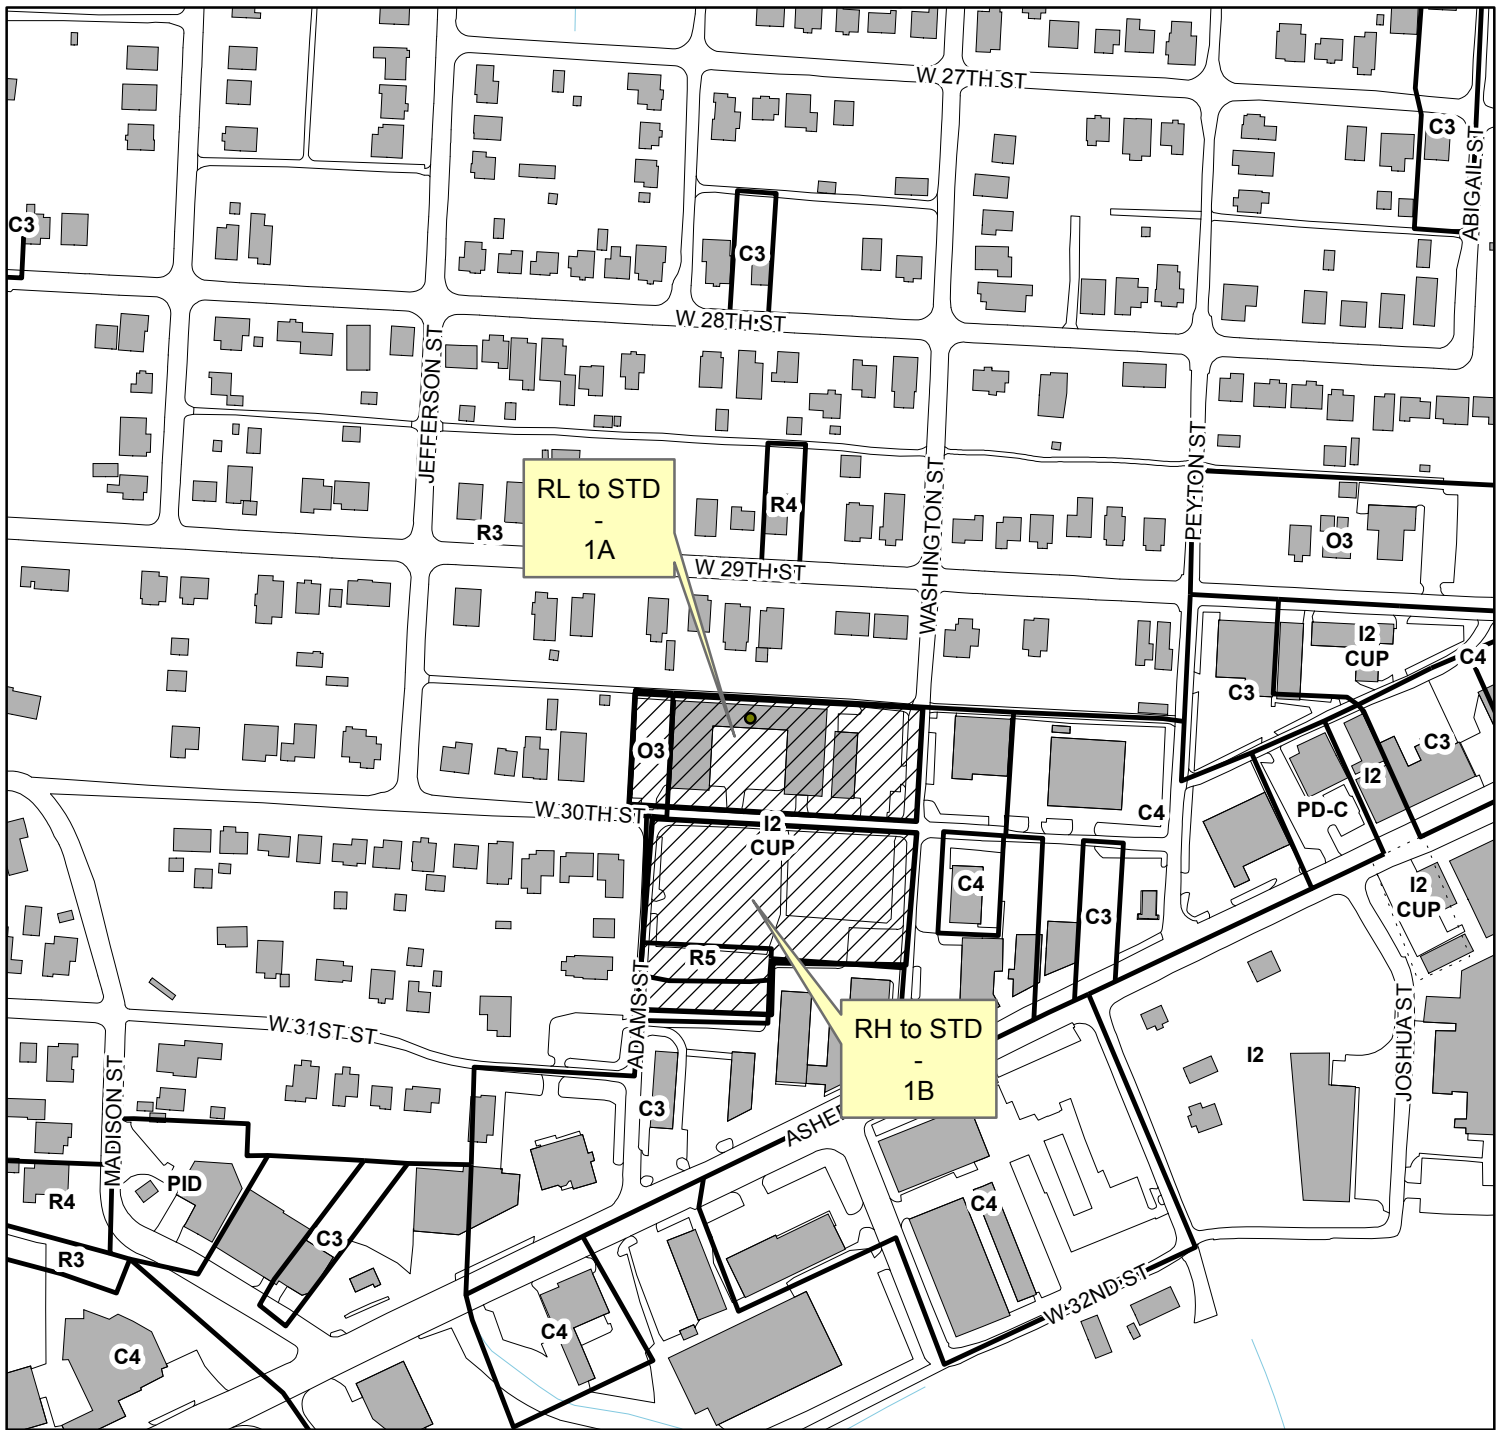 W 27TH ST
C3
ABIGAIL ST
C3
C3
W 28TH ST
JEFFERSON ST
WASHINGTON ST
PEYTON ST
RL to STD
-
1A
R4
R3
O3
W 29TH ST
I2
CUP
C4
C3
O3
C3
I2
PD-C
C4
W 30TH ST
I2
CUP
C4
I2
CUP
C3
R5
ADAMS ST
W 31ST ST
RH to STD
-
1B
I2
JOSHUA ST
MADISON ST
C3
PID
R4
C4
C3
R3
W 32ND ST
C4
C4